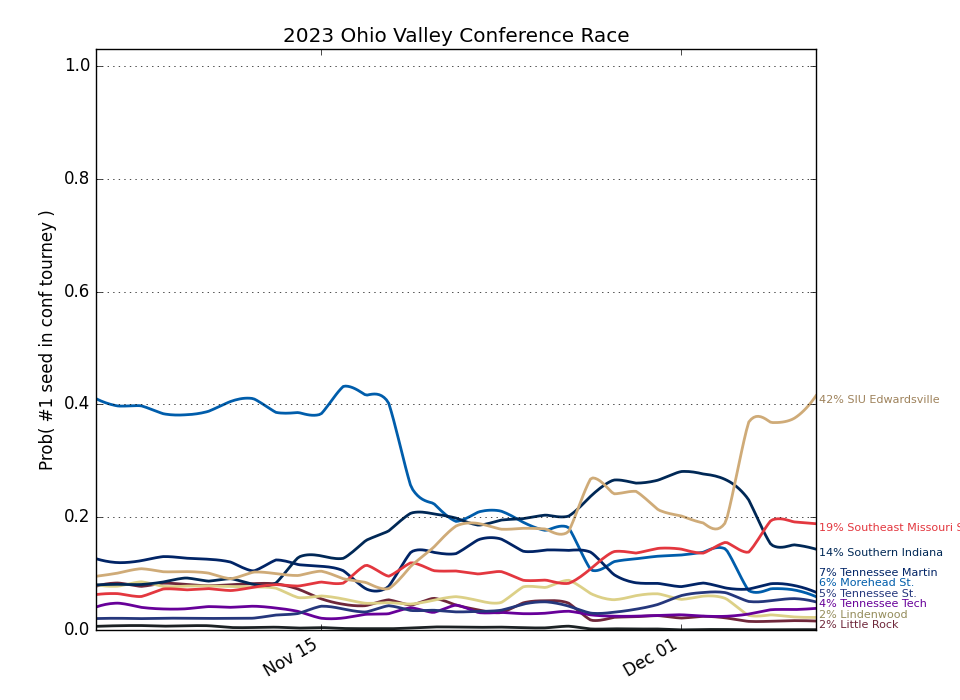 2023 Ohio Valley Conference Race
Prob( #1 seed in conf tourney )
1.0
0.8
0.6
0.4
0.2
0.0
Nov 15
Dec 01
42% SIU Edwardsville
19% Southeast Missouri S
14% Southern Indiana
7% Tennessee Martin
6% Morehead St.
5% Tennessee St.
4% Tennessee Tech
2% Lindenwood
2% Little Rock